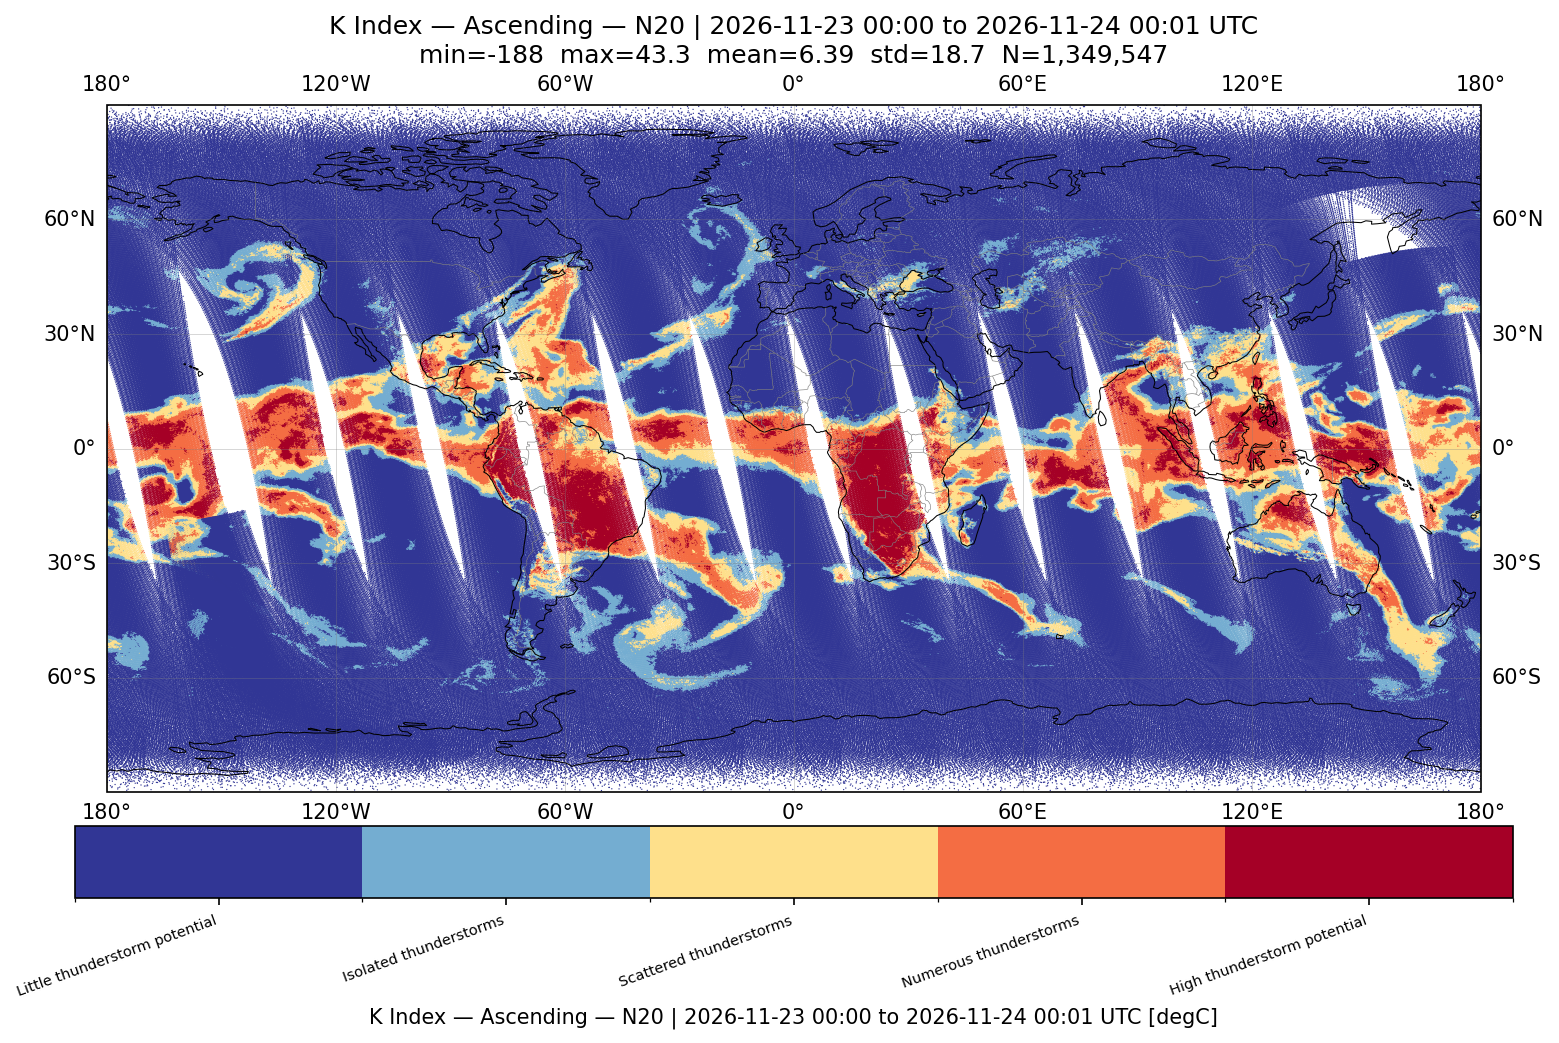 K Index — Ascending — N20 | 2026-11-23 00:00 to 2026-11-24 00:01 UTC
min=-188  max=43.3  mean=6.39  std=18.7  N=1,349,547
180° 120°W 60°W 0° 60°E 120°E 180°
60°N 60°N
30°N 30°N
0° 0°
30°S 30°S
60°S 60°S
180° 120°W 60°W 0° 60°E 120°E 180°
Little thunderstorm potential
Isolated thunderstorms
Scattered thunderstorms
Numerous thunderstorms
High thunderstorm potential
K Index — Ascending — N20 | 2026-11-23 00:00 to 2026-11-24 00:01 UTC [degC]